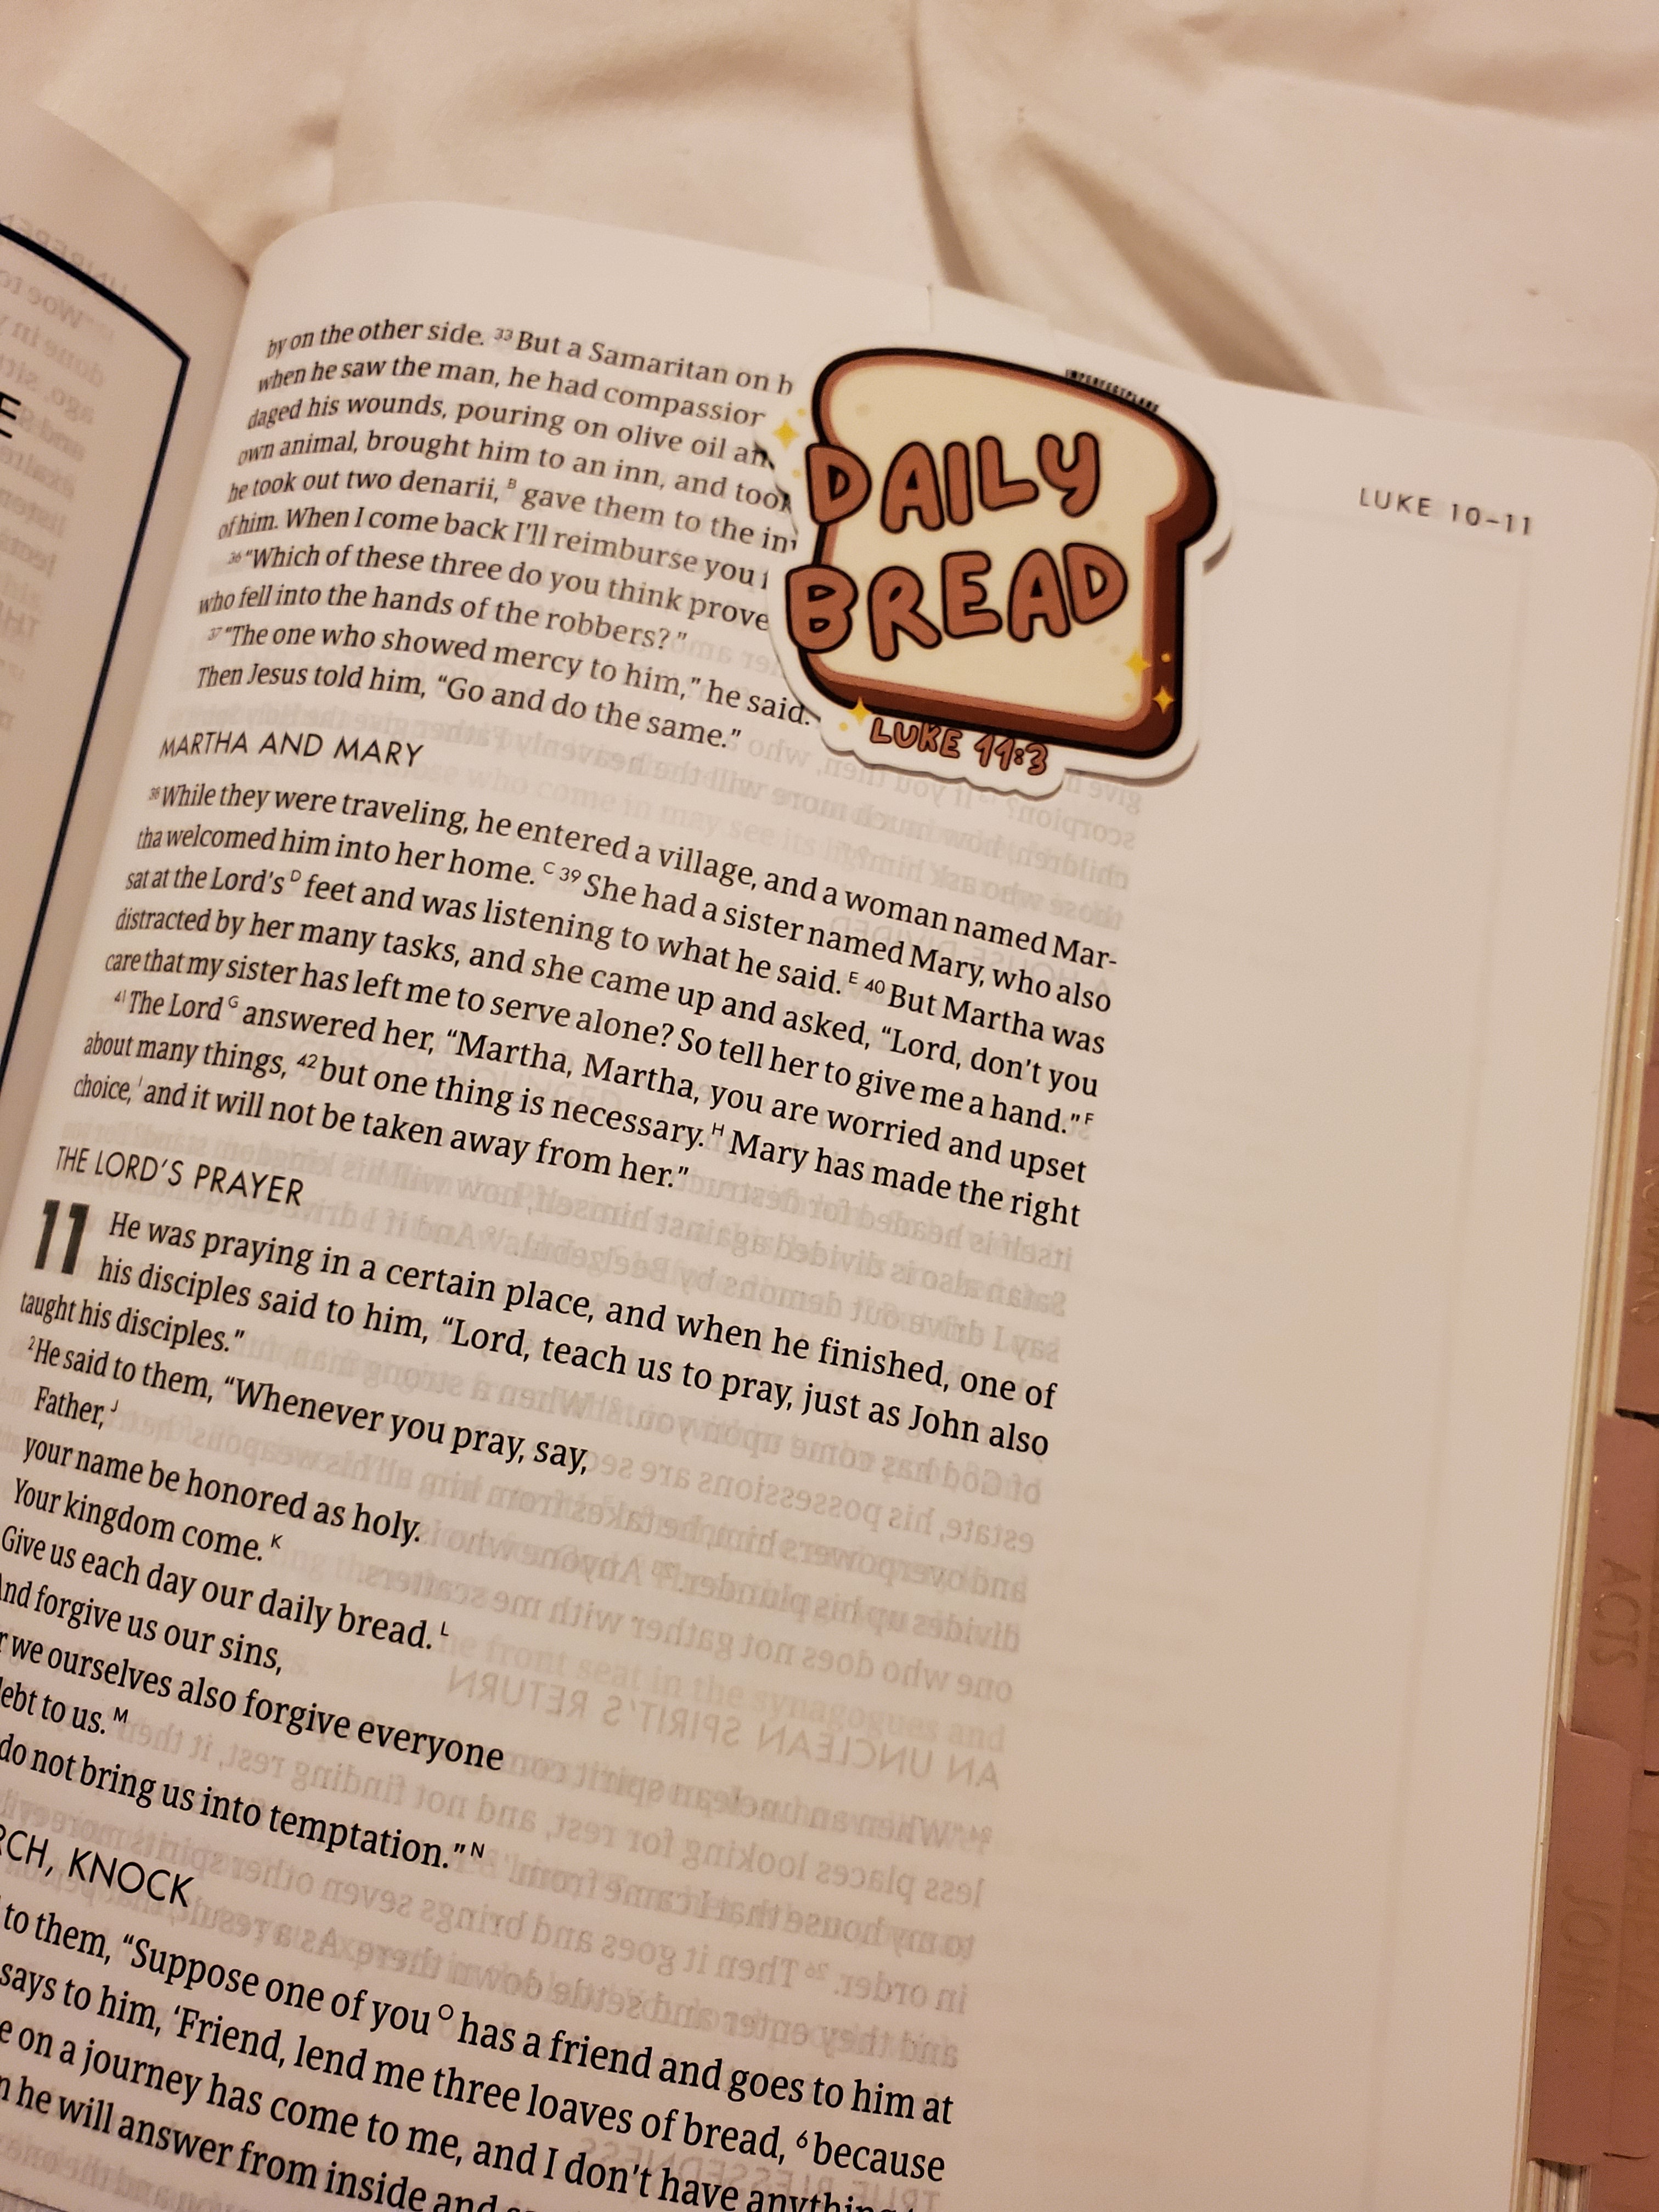 LUKE 10–11
IMPERFECTPLANS
DAILY
BREAD
LUKE 11:3
by on the other side. 33 But a Samaritan on
when he saw the man, he had
daged his wounds, pouring on olive oil
own animal, brought him to an inn, and
he took out two denarii, B gave them to the
of him. When I come back I’ll reimburse you
36 “Which of these three do you think
who fell into the hands of the robbers?”
37 “The one who showed mercy to him,” he said.
Then Jesus told him, “Go and do the same.”
MARTHA AND MARY
38 While they were traveling, he entered a village, and a woman named Mar-
tha welcomed him into her home. C 39 She had a sister named Mary, who also
sat at the Lord’s D feet and was listening to what he said. E 40 But Martha was
distracted by her many tasks, and she came up and asked, “Lord, don’t you
care that my sister has left me to serve alone? So tell her to give me a hand.” F
41 The Lord G answered her, “Martha, Martha, you are worried and upset
about many things, 42 but one thing is necessary. H Mary has made the right
choice, I and it will not be taken away from her.”
THE LORD’S PRAYER
11 He was praying in a certain place, and when he finished, one of
his disciples said to him, “Lord, teach us to pray, just as John also
taught his disciples.”
2 He said to them, “Whenever you pray, say,
Father, J
your name be honored as holy.
Your kingdom come. K
Give us each day our daily bread. L
And forgive us our sins,
we ourselves also forgive everyone
to us. M
do not bring us into temptation.” N
KNOCK
to them, “Suppose one of you O has a friend and goes to him at
says to him, ‘Friend, lend me three loaves of bread, 6 because
on a journey has come to me, and I don’t have
he will answer from inside and
ACTS
JOHN